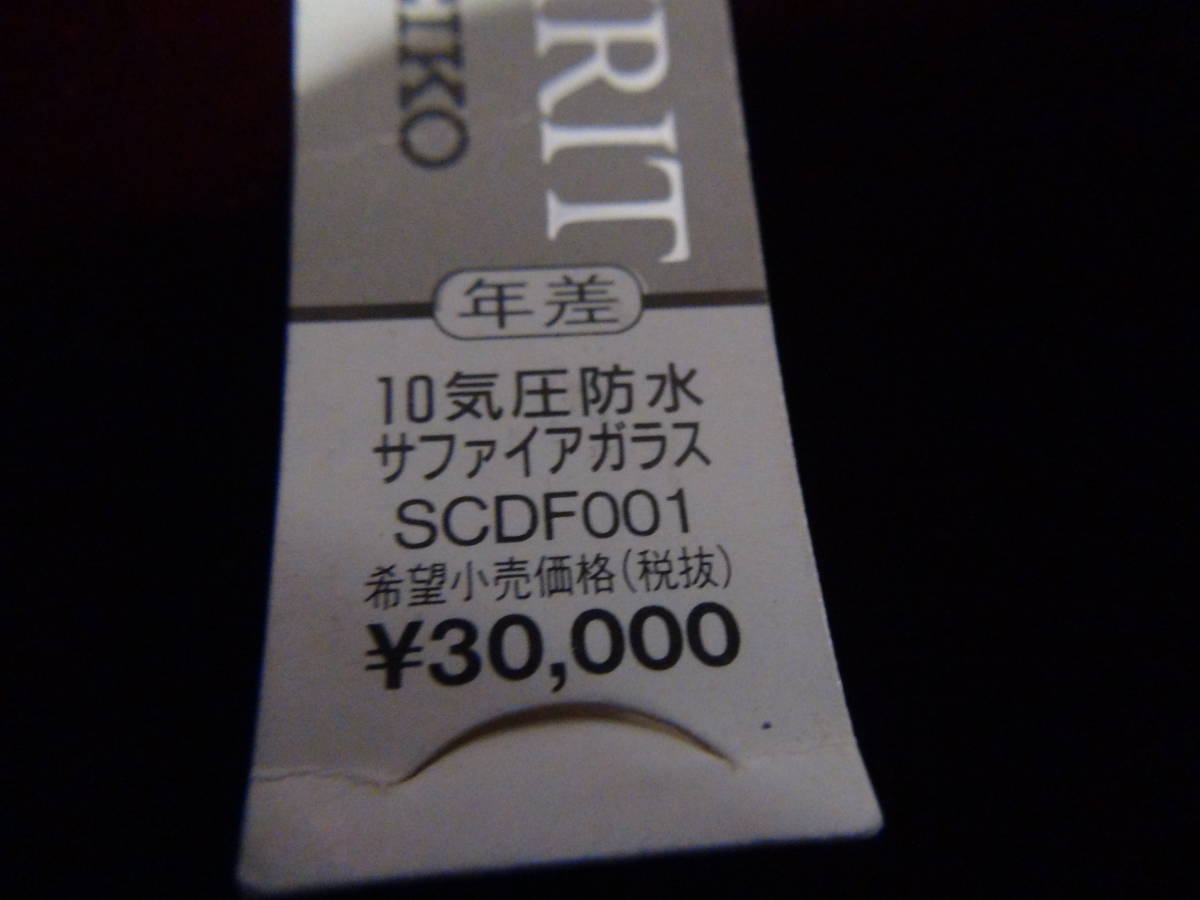 EIKO
RIT
年差
10気圧防水
サファイアガラス
SCDF001
希望小売価格(税抜)
¥30,000